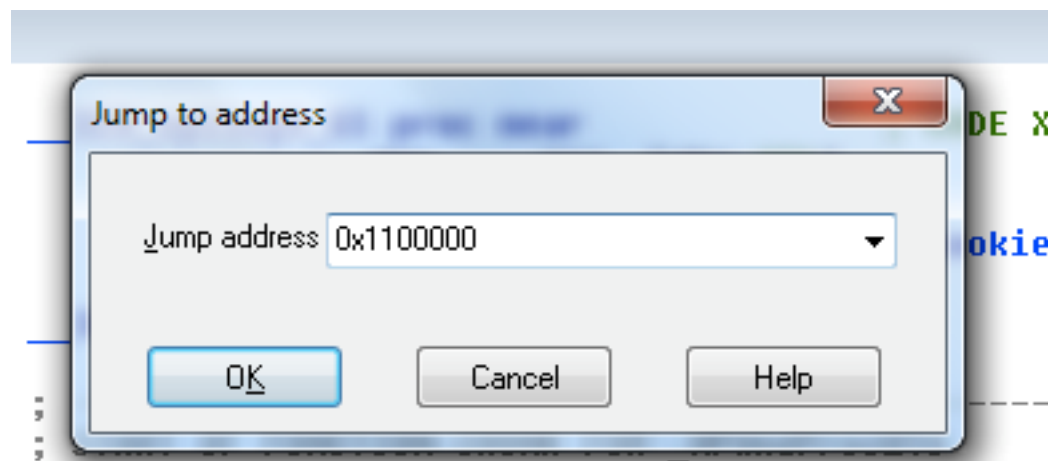 Jump to address
DE X
Jump address 0x1100000
okie
OK Cancel Help
;
;